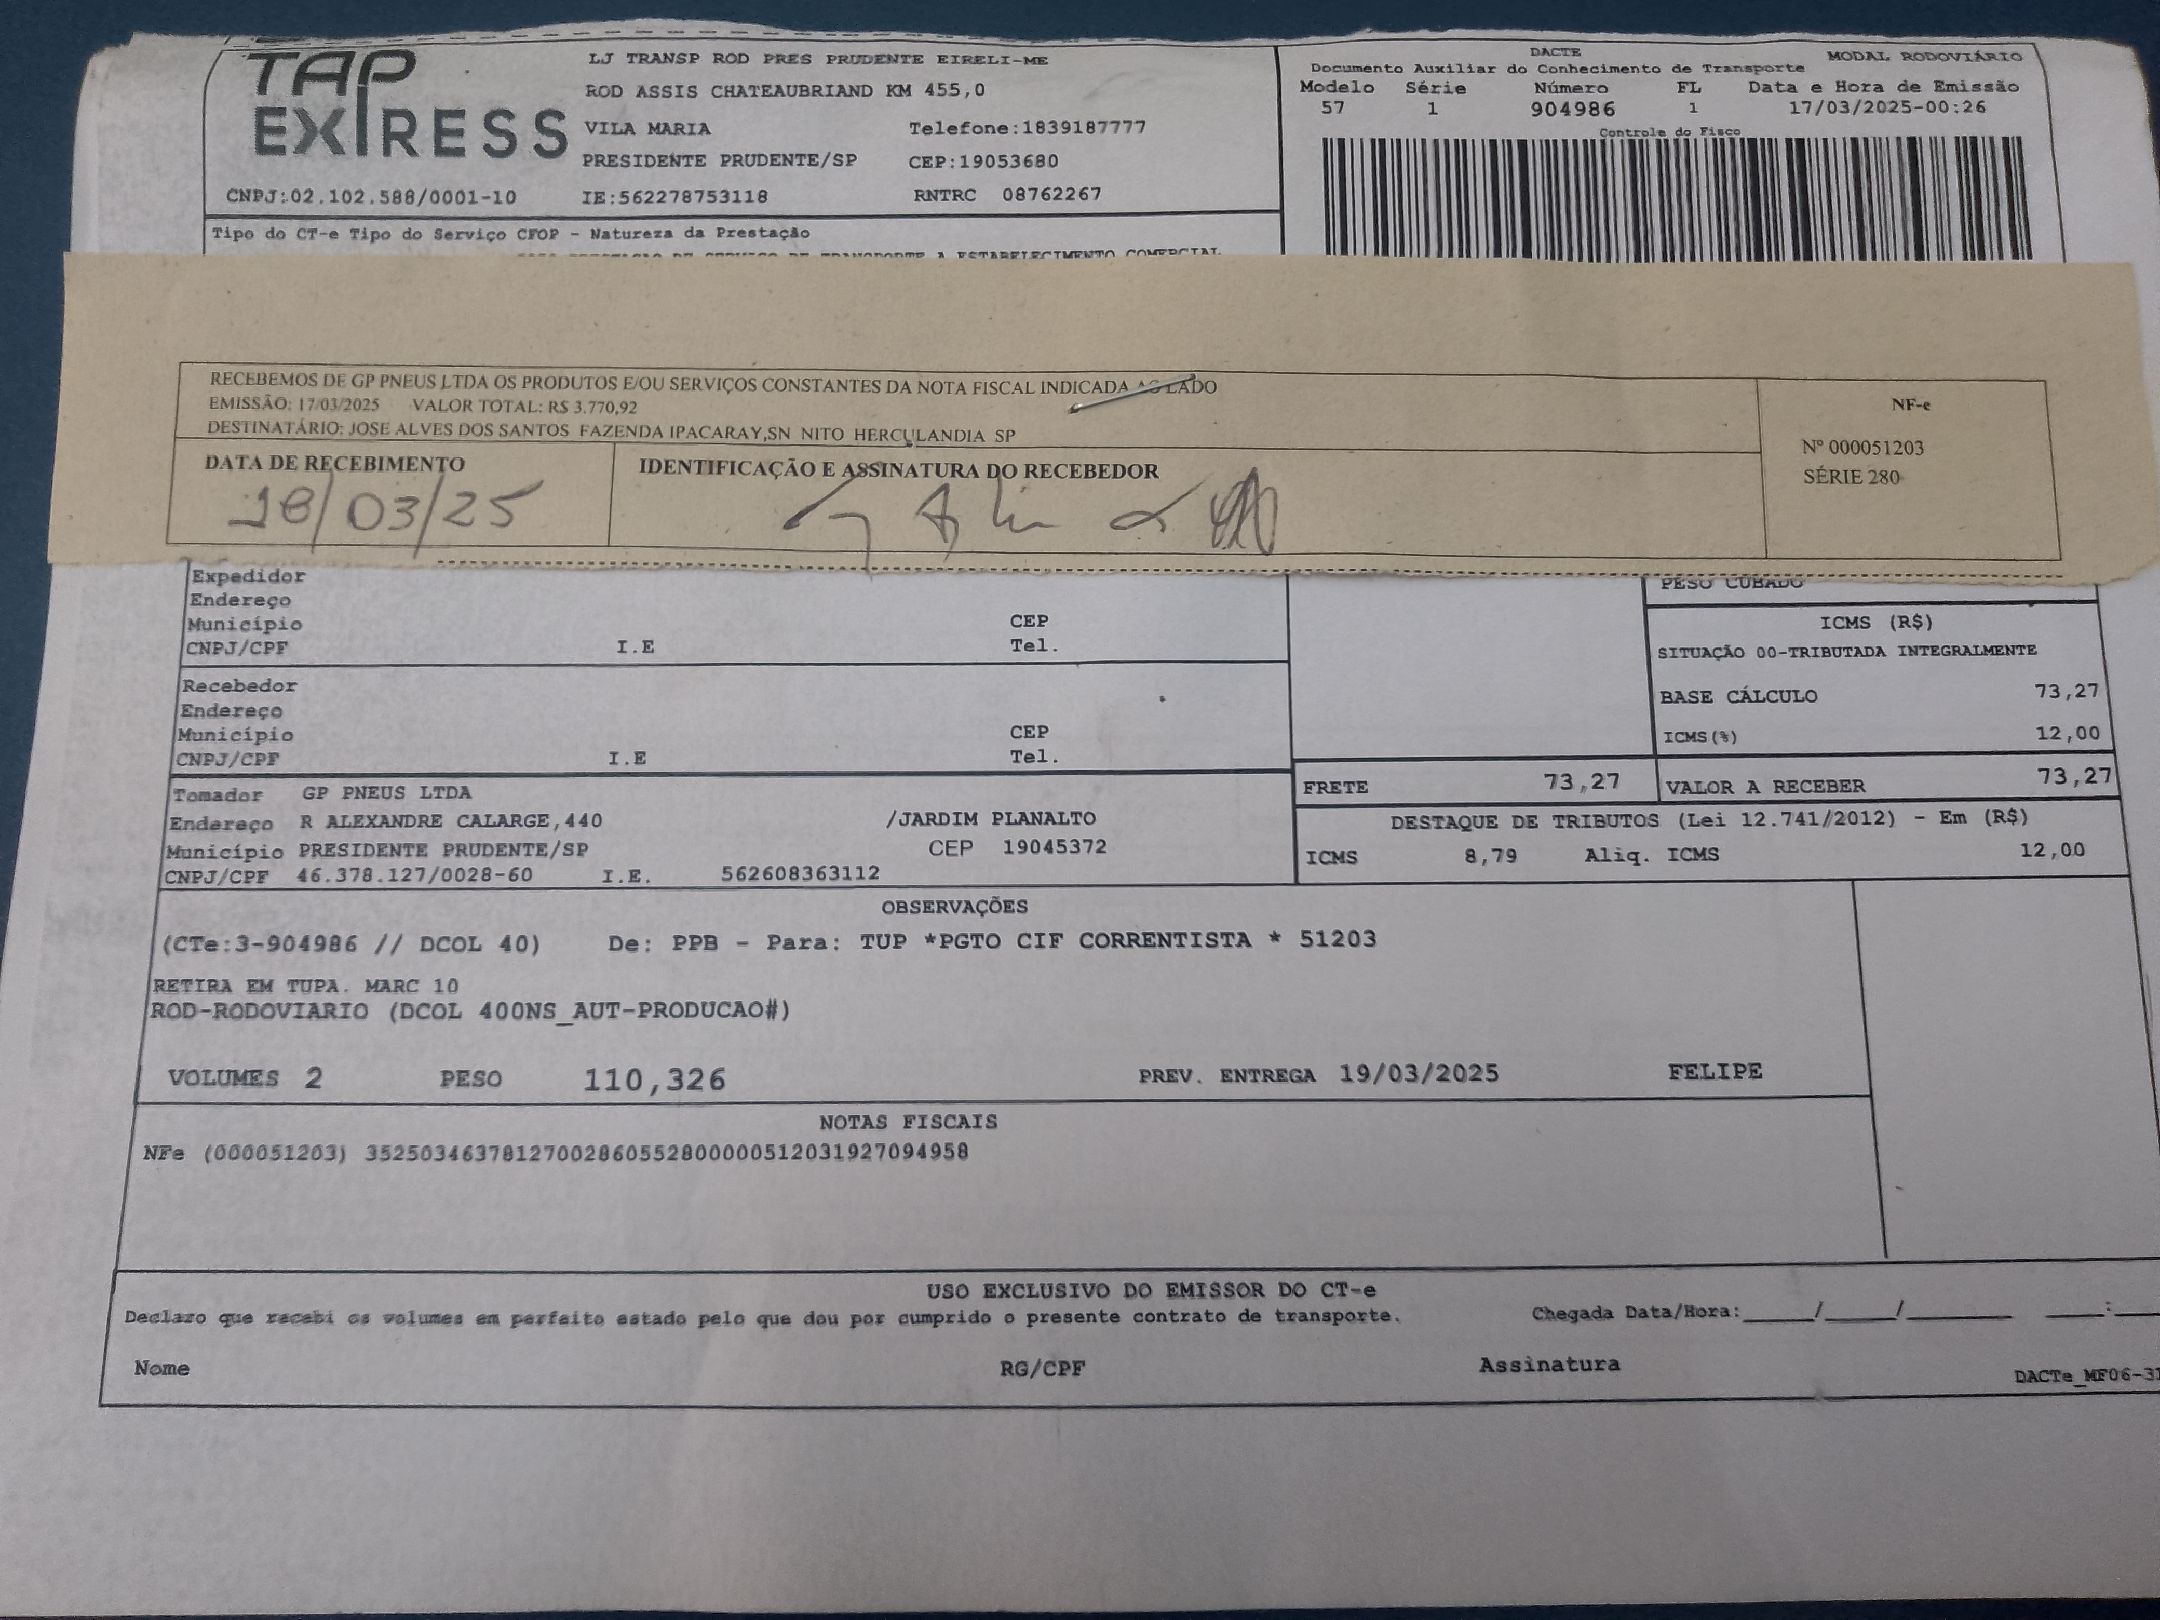 TAP
EXPRESS
LJ TRANSP ROD PRES PRUDENTE EIRELI-ME
ROD ASSIS CHATEAUBRIAND KM 455,0
VILA MARIA Telefone:1839187777
PRESIDENTE PRUDENTE/SP CEP:19053680
CNPJ:02.102.588/0001-10 IE:562278753118 RNTRC 08762267
DACTE MODAL RODOVIÁRIO
Documento Auxiliar do Conhecimento de Transporte
Modelo Série Número FL Data e Hora de Emissão
57 1 904986 1 17/03/2025-00:26
Controle do Fisco
Tipo do CT-e Tipo do Serviço CFOP - Natureza da Prestação
PRESTAÇÃO DE SERVIÇO DE TRANSPORTE A ESTABELECIMENTO COMERCIAL
RECEBEMOS DE GP PNEUS LTDA OS PRODUTOS E/OU SERVIÇOS CONSTANTES DA NOTA FISCAL INDICADA AO LADO
EMISSÃO: 17/03/2025 VALOR TOTAL: R$ 3.770,92
DESTINATÁRIO: JOSE ALVES DOS SANTOS FAZENDA IPACARAY,SN NITO HERCULANDIA SP
DATA DE RECEBIMENTO IDENTIFICAÇÃO E ASSINATURA DO RECEBEDOR
18/03/25
NF-e
Nº 000051203
SÉRIE 280
Expedidor
Endereço
Município CEP
CNPJ/CPF I.E Tel.
PESO CUBADO
ICMS (R$)
SITUAÇÃO 00-TRIBUTADA INTEGRALMENTE
BASE CÁLCULO 73,27
ICMS(%) 12,00
Recebedor
Endereço
Município CEP
CNPJ/CPF I.E Tel.
FRETE 73,27 VALOR A RECEBER 73,27
Tomador GP PNEUS LTDA
Endereço R ALEXANDRE CALARGE,440 /JARDIM PLANALTO
Município PRESIDENTE PRUDENTE/SP CEP 19045372
CNPJ/CPF 46.378.127/0028-60 I.E. 562608363112
DESTAQUE DE TRIBUTOS (Lei 12.741/2012) - Em (R$)
ICMS 8,79 Aliq. ICMS 12,00
OBSERVAÇÕES
(CTe:3-904986 // DCOL 40) De: PPB - Para: TUP *PGTO CIF CORRENTISTA * 51203
RETIRA EM TUPA. MARC 10
ROD-RODOVIARIO (DCOL 400NS_AUT-PRODUCAO#)
VOLUMES 2 PESO 110,326 PREV. ENTREGA 19/03/2025 FELIPE
NOTAS FISCAIS
NFe (000051203) 35250346378127002860552800000512031927094958
USO EXCLUSIVO DO EMISSOR DO CT-e
Declaro que recebi os volumes em perfeito estado pelo que dou por cumprido o presente contrato de transporte. Chegada Data/Hora:_____/_____/________ ____:___
Nome RG/CPF Assinatura
DACTe_MF06-31